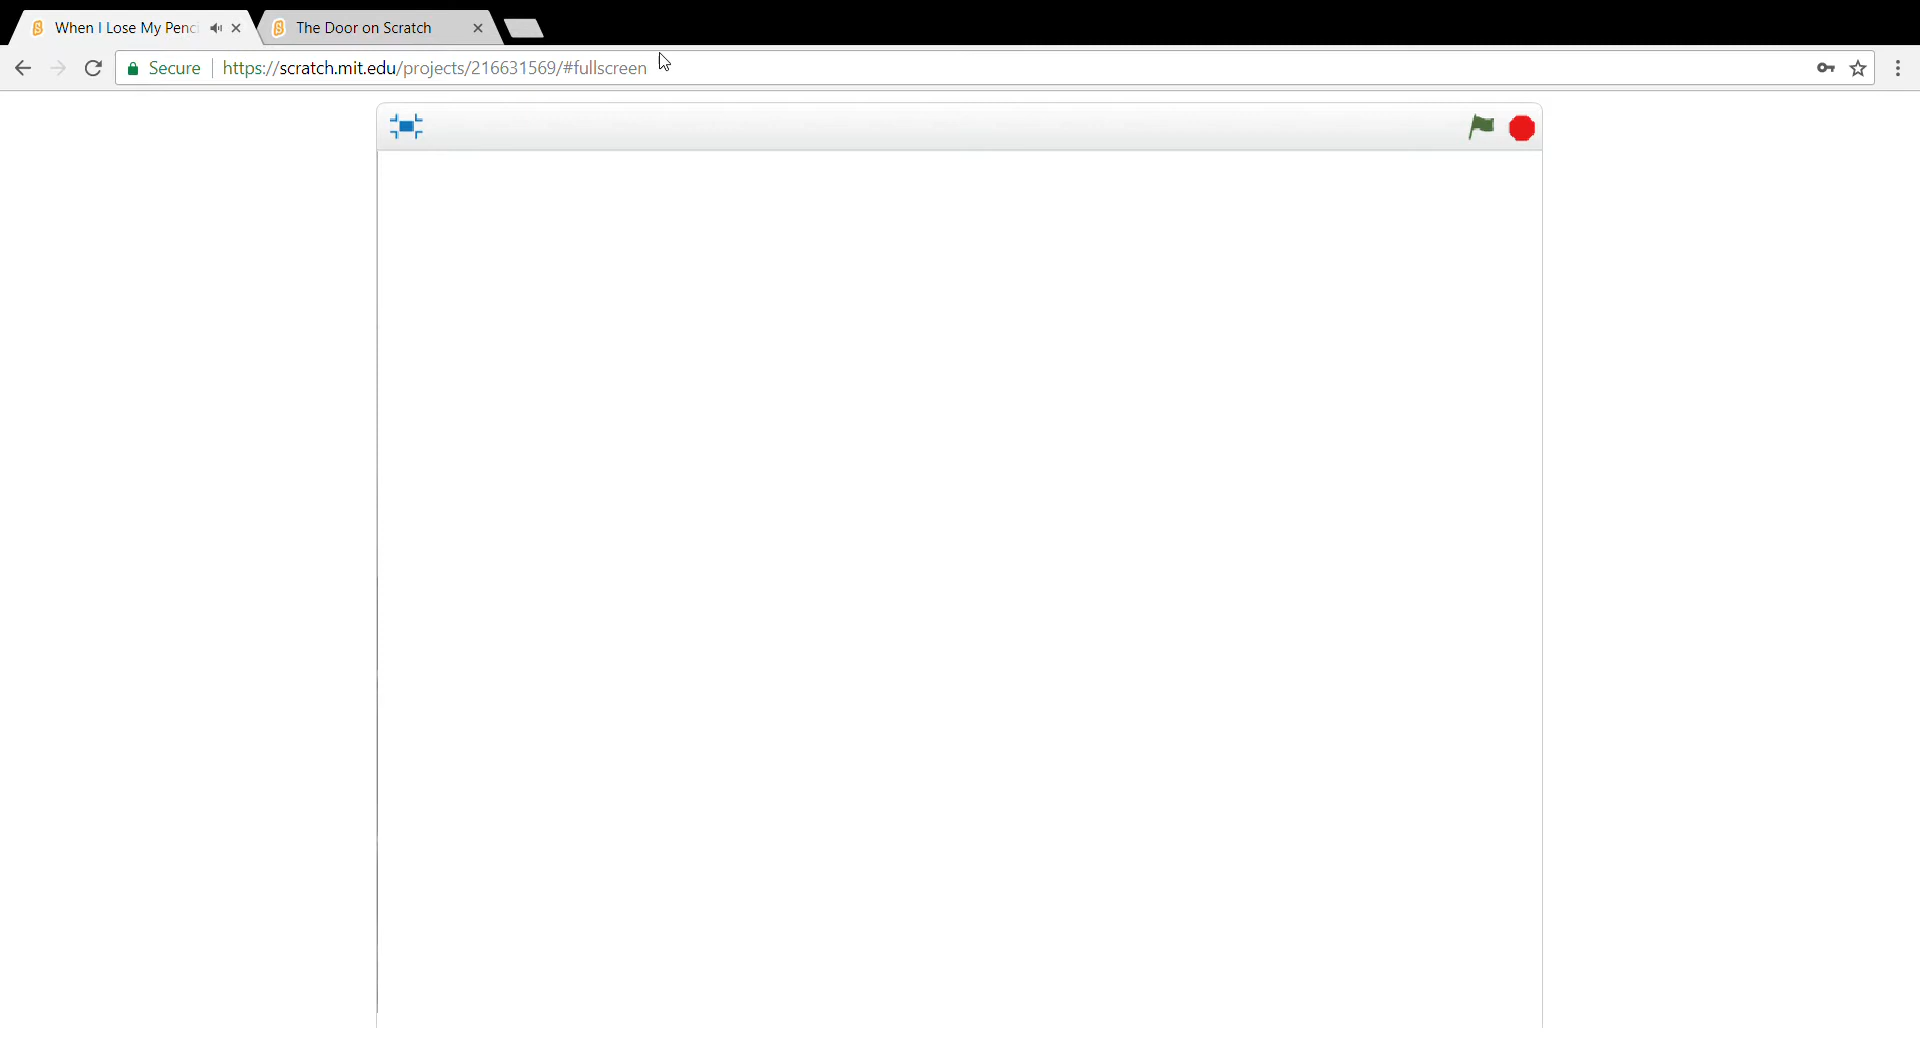 When I Lose My Penc
The Door on Scratch
Secure https://scratch.mit.edu/projects/216631569/#fullscreen